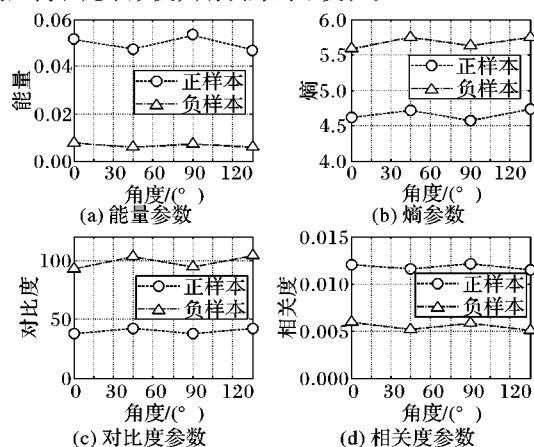 0.06
0.04
0.02
0.00
能量
正样本
负样本
0 30 60 90 120
角度/(°)
(a) 能量参数
6.0
5.5
5.0
4.5
4.0
熵
正样本
负样本
0 30 60 90 120
角度/(°)
(b) 熵参数
100
50
0
对比度
正样本
负样本
0 30 60 90 120
角度/(°)
(c) 对比度参数
0.015
0.010
0.005
0.000
相关度
正样本
负样本
0 30 60 90 120
角度/(°)
(d) 相关度参数